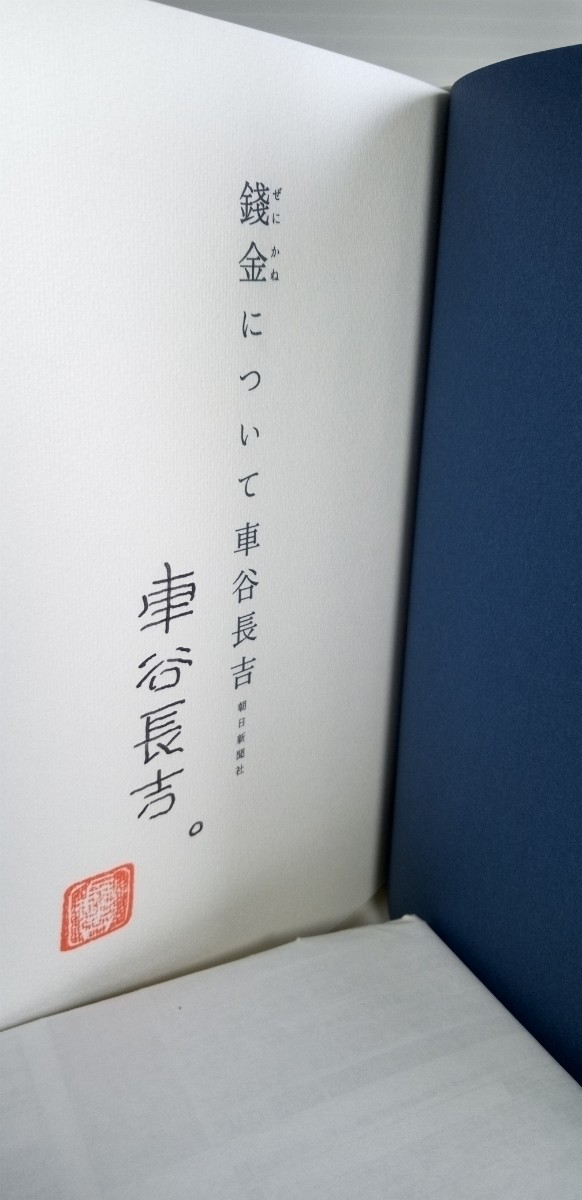 錢金について 車谷長吉 朝日新聞社
ぜに かね
車谷長吉。